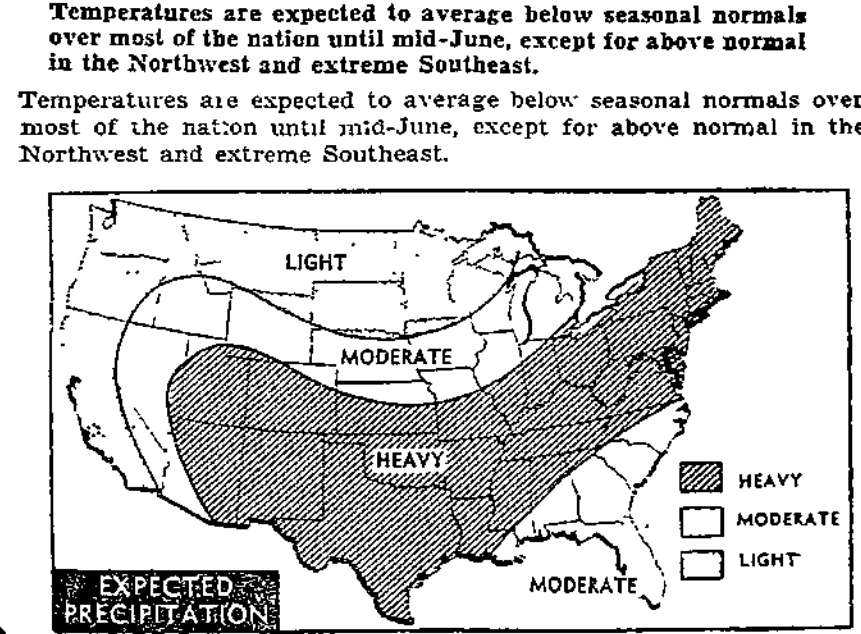 Temperatures are expected to average below seasonal normals
over most of the nation until mid-June, except for above normal
in the Northwest and extreme Southeast.
Temperatures are expected to average below seasonal normals over
most of the nation until mid-June, except for above normal in the
Northwest and extreme Southeast.
LIGHT
MODERATE
HEAVY
HEAVY
MODERATE
LIGHT
MODERATE
EXPECTED
PRECIPITATION